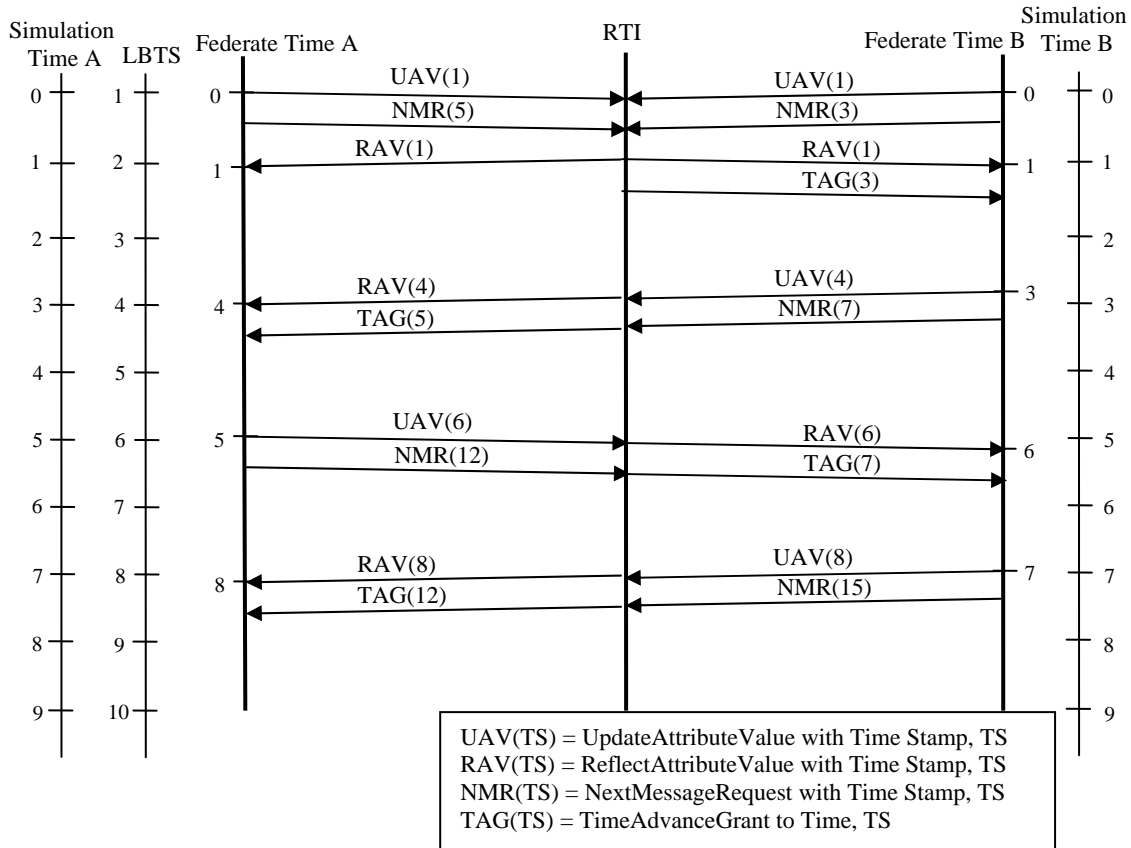 Simulation
Time A
LBTS
Federate Time A
RTI
Federate Time B
Simulation
Time B
UAV(1)
UAV(1)
0
1
0
0
0
NMR(5)
NMR(3)
RAV(1)
RAV(1)
1
2
1
1
1
TAG(3)
2
3
2
RAV(4)
UAV(4)
3
4
4
3
3
TAG(5)
NMR(7)
4
5
4
UAV(6)
RAV(6)
5
6
5
6
5
NMR(12)
TAG(7)
6
7
6
RAV(8)
UAV(8)
7
8
8
7
7
TAG(12)
NMR(15)
8
9
8
9
10
9
UAV(TS) = UpdateAttributeValue with Time Stamp, TS
RAV(TS) = ReflectAttributeValue with Time Stamp, TS
NMR(TS) = NextMessageRequest with Time Stamp, TS
TAG(TS) = TimeAdvanceGrant to Time, TS